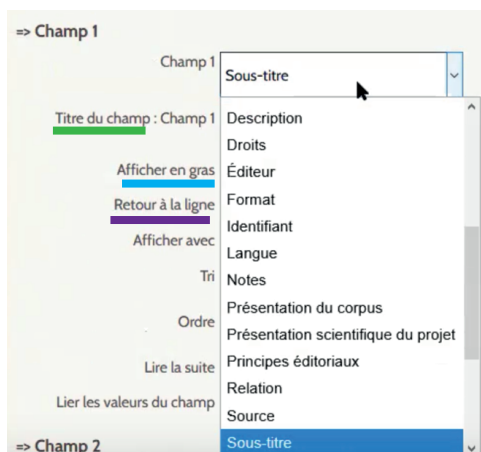 => Champ 1
Champ 1
Sous-titre
Titre du champ : Champ 1
Description
Droits
Afficher en gras
Éditeur
Retour à la ligne
Format
Identifiant
Afficher avec
Langue
Tri
Notes
Présentation du corpus
Ordre
Présentation scientifique du projet
Lire la suite
Principes éditoriaux
Relation
Lier les valeurs du champ
Source
=> Champ 2
Sous-titre